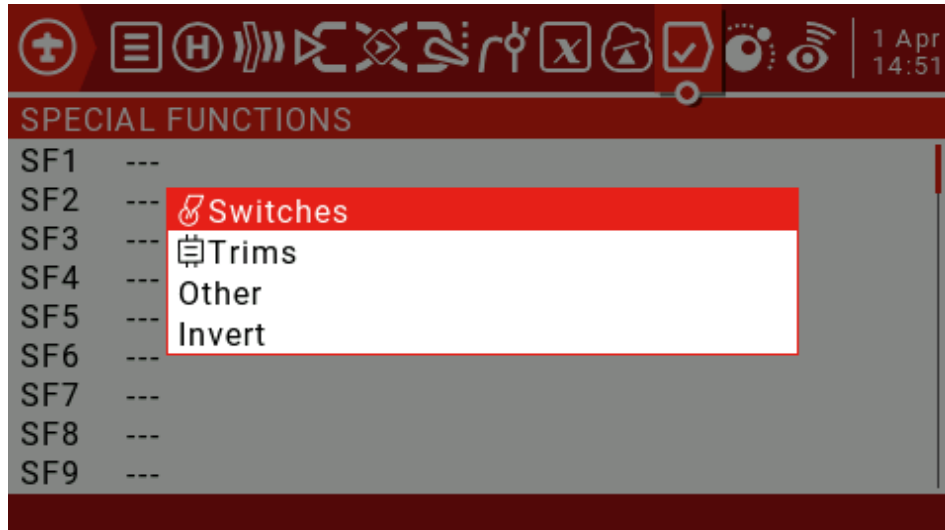 1 Apr
14:51
SPECIAL FUNCTIONS
SF1 ---
SF2 ---
SF3 ---
SF4 ---
SF5 ---
SF6 ---
SF7 ---
SF8 ---
SF9 ---
Switches
Trims
Other
Invert